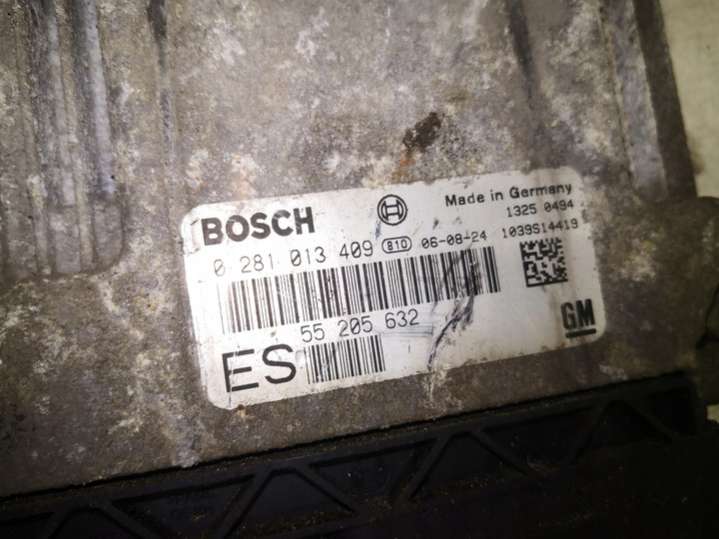 BOSCH Made in Germany
1325 0494
0 281 013 409 810 06-08-24 1039S14419
55 205 632
ES GM